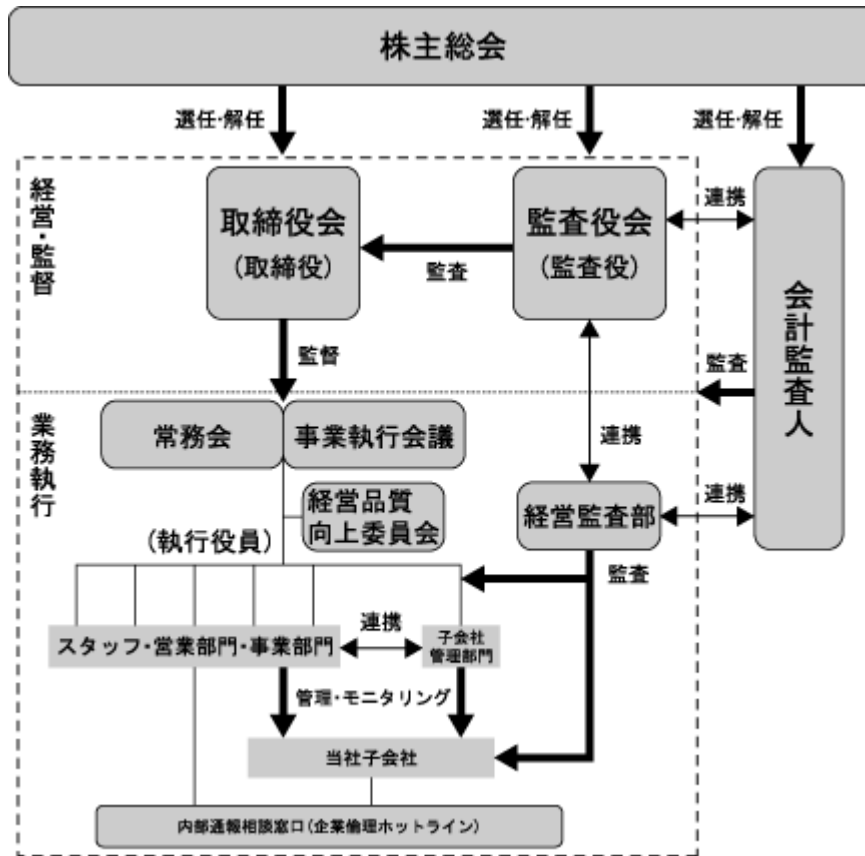 株主総会
選任・解任
選任・解任
選任・解任
経営・監督
取締役会
(取締役)
監査役会
(監査役)
連携
監査
会計監査人
監督
監査
業務執行
常務会
事業執行会議
連携
経営品質
向上委員会
経営監査部
連携
(執行役員)
監査
スタッフ・営業部門・事業部門
連携
子会社
管理部門
管理・モニタリング
当社子会社
内部通報相談窓口(企業倫理ホットライン)